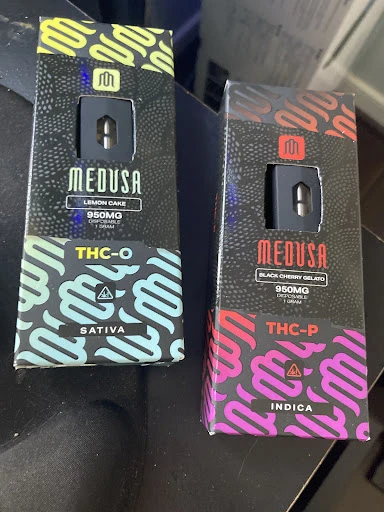 MEDUSA
LEMON CAKE
950MG
DISPOSABLE
1 GRAM
THC-O
SATIVA
MEDUSA
BLACK CHERRY GELATO
950MG
DISPOSABLE
1 GRAM
THC-P
INDICA